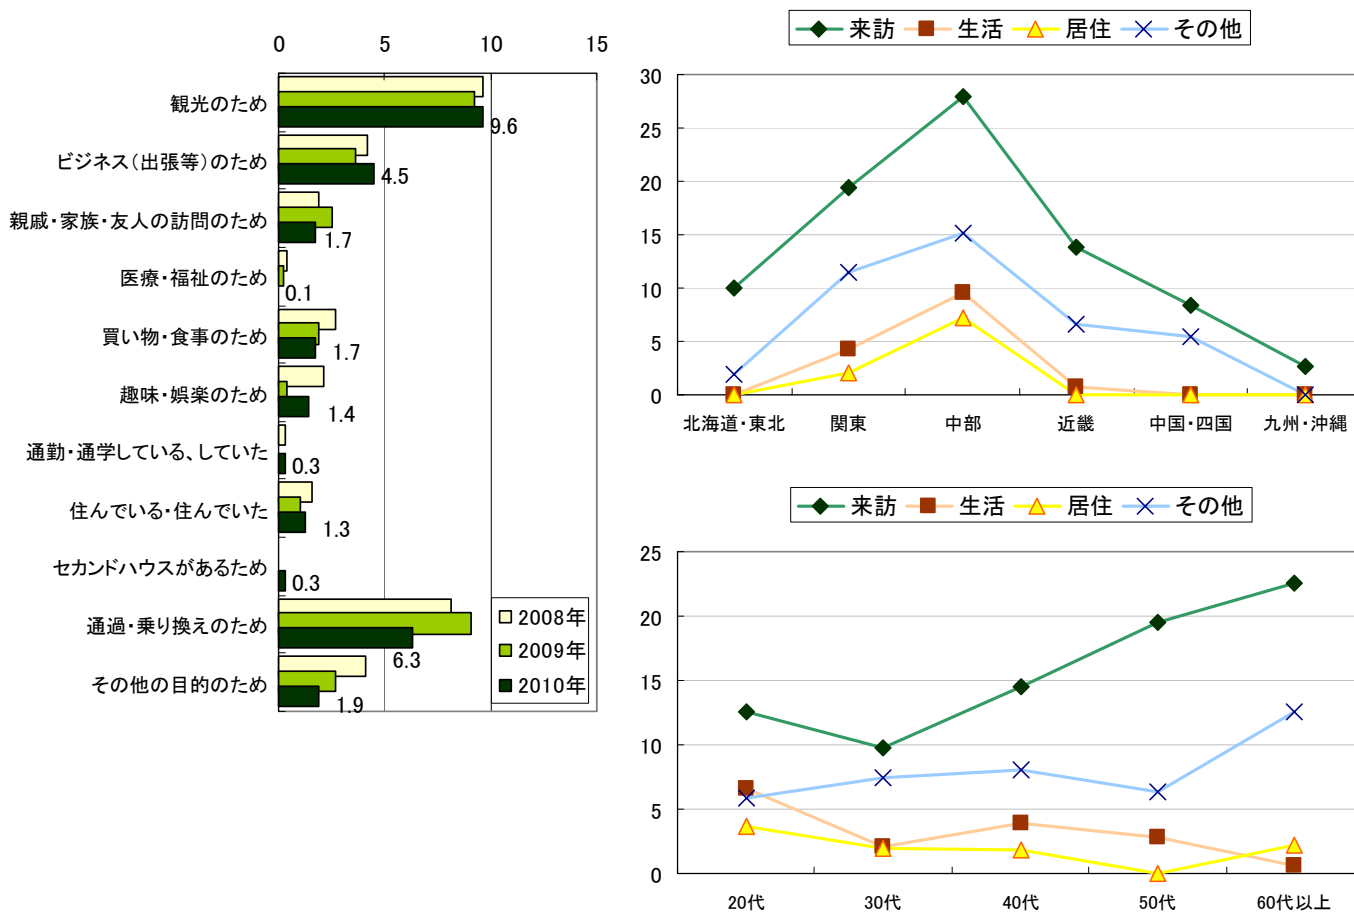 0 5 10 15
観光のため
9.6
ビジネス（出張等）のため
4.5
親戚・家族・友人の訪問のため
1.7
医療・福祉のため
0.1
買い物・食事のため
1.7
趣味・娯楽のため
1.4
通勤・通学している、していた
0.3
住んでいる・住んでいた
1.3
セカンドハウスがあるため
0.3
通過・乗り換えのため
6.3
その他の目的のため
1.9
2008年
2009年
2010年
来訪 生活 居住 その他
30
25
20
15
10
5
0
北海道・東北 関東 中部 近畿 中国・四国 九州・沖縄
来訪 生活 居住 その他
25
20
15
10
5
0
20代 30代 40代 50代 60代以上